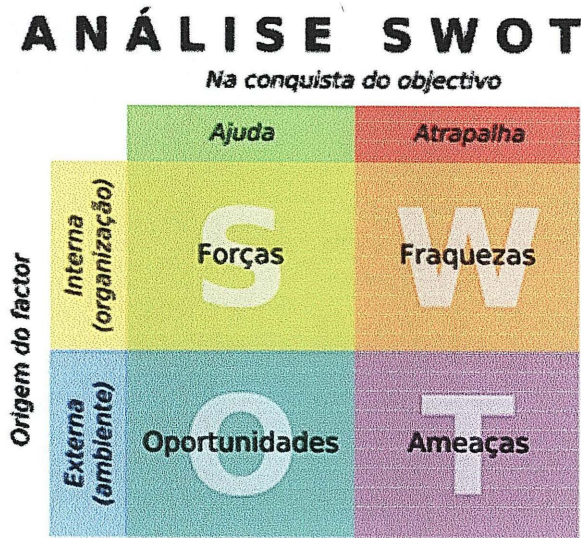 ANÁLISE SWOT
Na conquista do objectivo
Ajuda
Atrapalha
Origem do factor
Interna
(organização)
S
Forças
W
Fraquezas
Externa
(ambiente)
O
Oportunidades
T
Ameaças